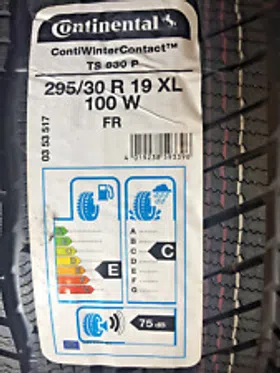 Continental
ContiWinterContact™
TS 830 P
295/30 R 19 XL
100 W
FR
03 53 517
A
B
C
D
E
F
G
E
A
B
C
D
E
F
G
C
75 dB